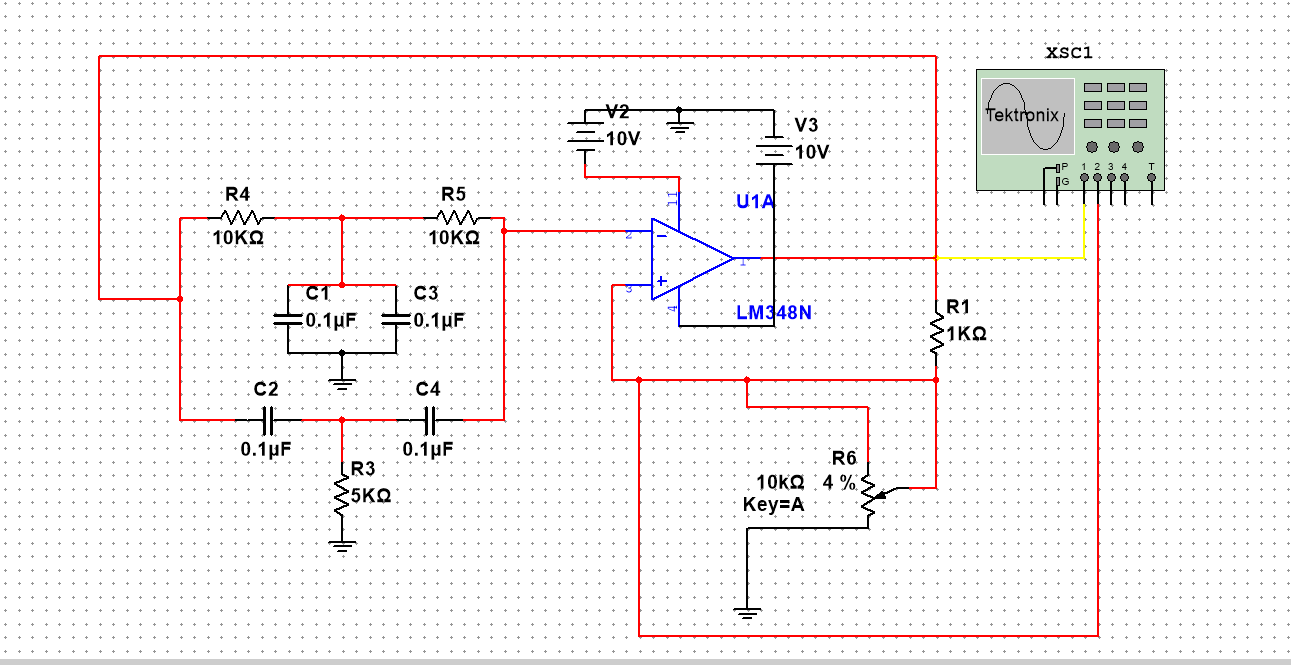 XSC1
Tektronix
P
G
1 2 3 4 T
V2
10V
V3
10V
R4
10KΩ
R5
10KΩ
U1A
11
2
3
1
4
LM348N
C1
0.1µF
C3
0.1µF
R1
1KΩ
C2
0.1µF
C4
0.1µF
R3
5KΩ
R6
10kΩ 4 %
Key=A